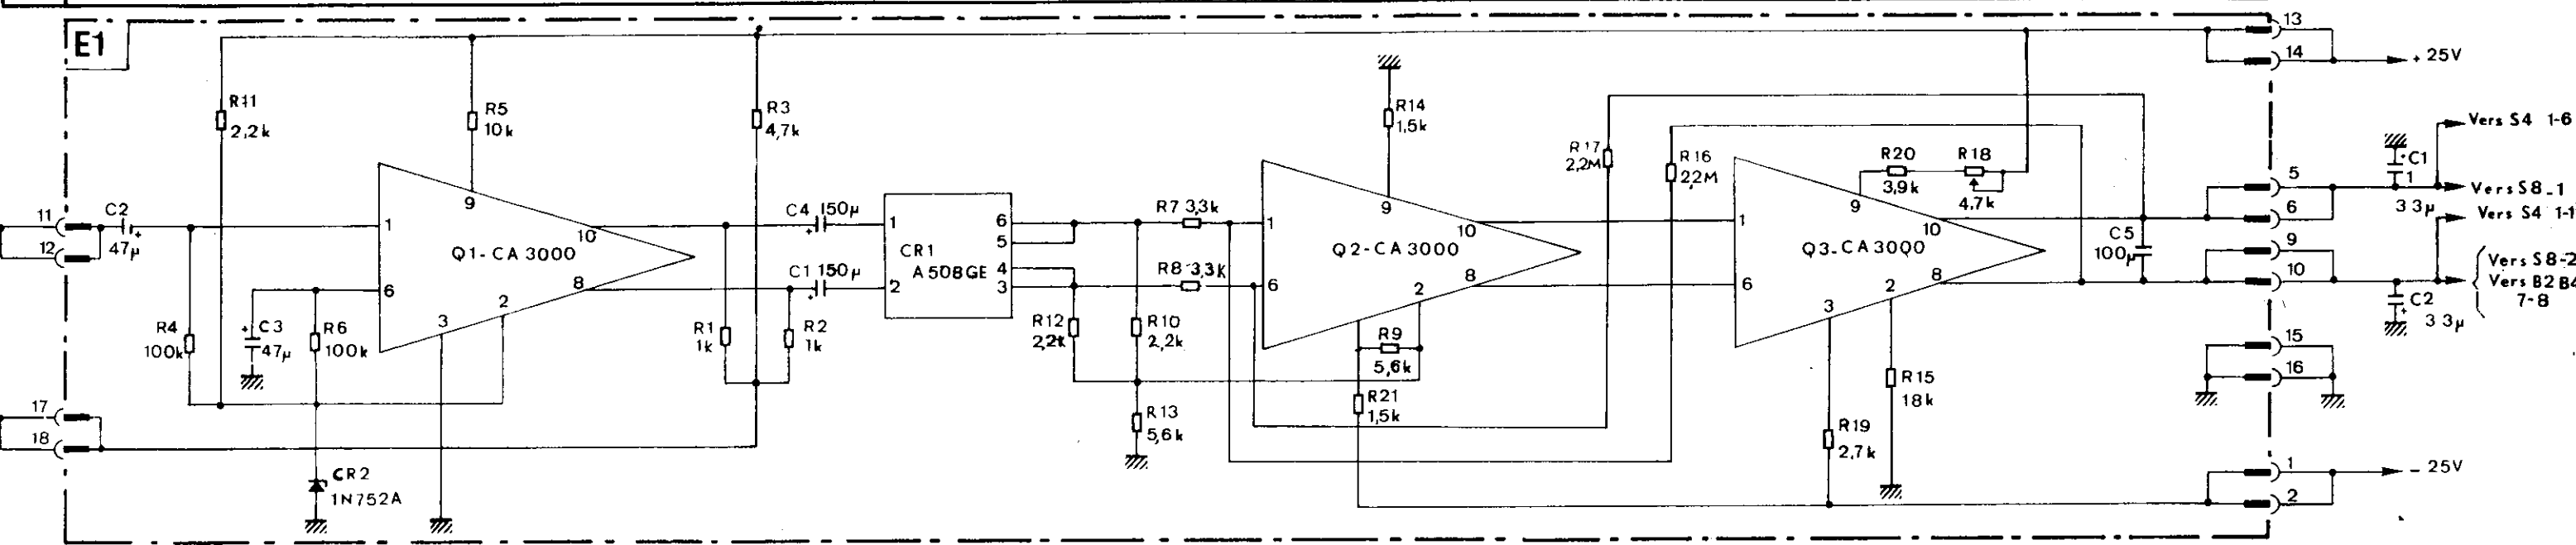 E1
13
14
+ 25V
R11
2,2k
R5
10k
R3
4,7k
R14
1,5k
R17
2,2M
R16
22M
R20
3,9k
R18
4,7k
Vers S4 1-6
C1
1
33µ
5
6
Vers S8_1
Vers S4 1-1
11
12
C2
47µ
1
9
10
Q1- CA 3000
6
8
2
3
C4 150µ
C1 150µ
1
2
CR1
A508GE
6
5
4
3
R7 3,3k
R8 3,3k
1
9
10
Q2-CA 3000
6
8
2
1
9
10
Q3-CA3000
6
8
2
3
C5
100µ
9
10
Vers S8-2
Vers B2 B4
7-8
C2
33µ
R4
100k
C3
47µ
R6
100k
R1
1k
R2
1k
R12
2,2k
R10
2,2k
R9
5,6k
R21
1,5k
R13
5,6k
R15
18k
R19
2,7k
15
16
17
18
CR2
1N752A
1
2
- 25V